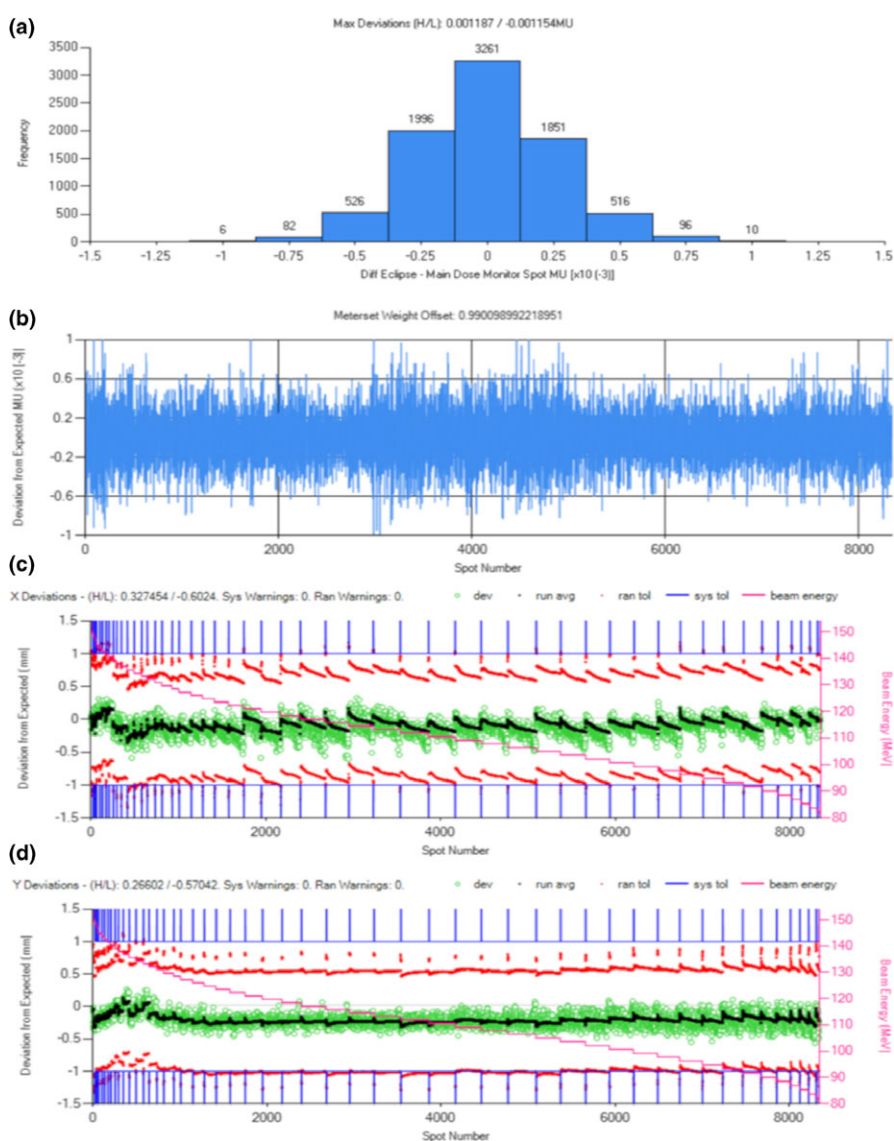 (a)
Max Deviations (H/L): 0.001187 / -0.001154MU
3500
3000
2500
2000
1500
1000
500
0
Frequency
6
82
526
1996
3261
1851
516
96
10
-1.5 -1.25 -1 -0.75 -0.5 -0.25 0 0.25 0.5 0.75 1 1.25 1.5
Diff Eclipse - Main Dose Monitor Spot MU [x10 [-3]]
(b)
Meterset Weight Offset: 0.990098992218951
Deviation from Expected MU [x10 [-3]
1
0.6
0.2
-0.2
-0.6
-1
0 2000 4000 6000 8000
Spot Number
(c)
X Deviations - (H/L): 0.327454 / -0.6024. Sys Warnings: 0. Ran Warnings: 0.
dev run avg ran tol sys tol beam energy
Deviation from Expected [mm]
1.5
1
0.5
0
-0.5
-1
-1.5
150
140
130
120
110
100
90
80
Beam Energy [MeV]
0 2000 4000 6000 8000
Spot Number
(d)
Y Deviations - (H/L): 0.26602 / -0.57042. Sys Warnings: 0. Ran Warnings: 0.
dev run avg ran tol sys tol beam energy
Deviation from Expected [mm]
1.5
1
0.5
0
-0.5
-1
-1.5
150
140
130
120
110
100
90
80
Beam Energy [MeV]
0 2000 4000 6000 8000
Spot Number